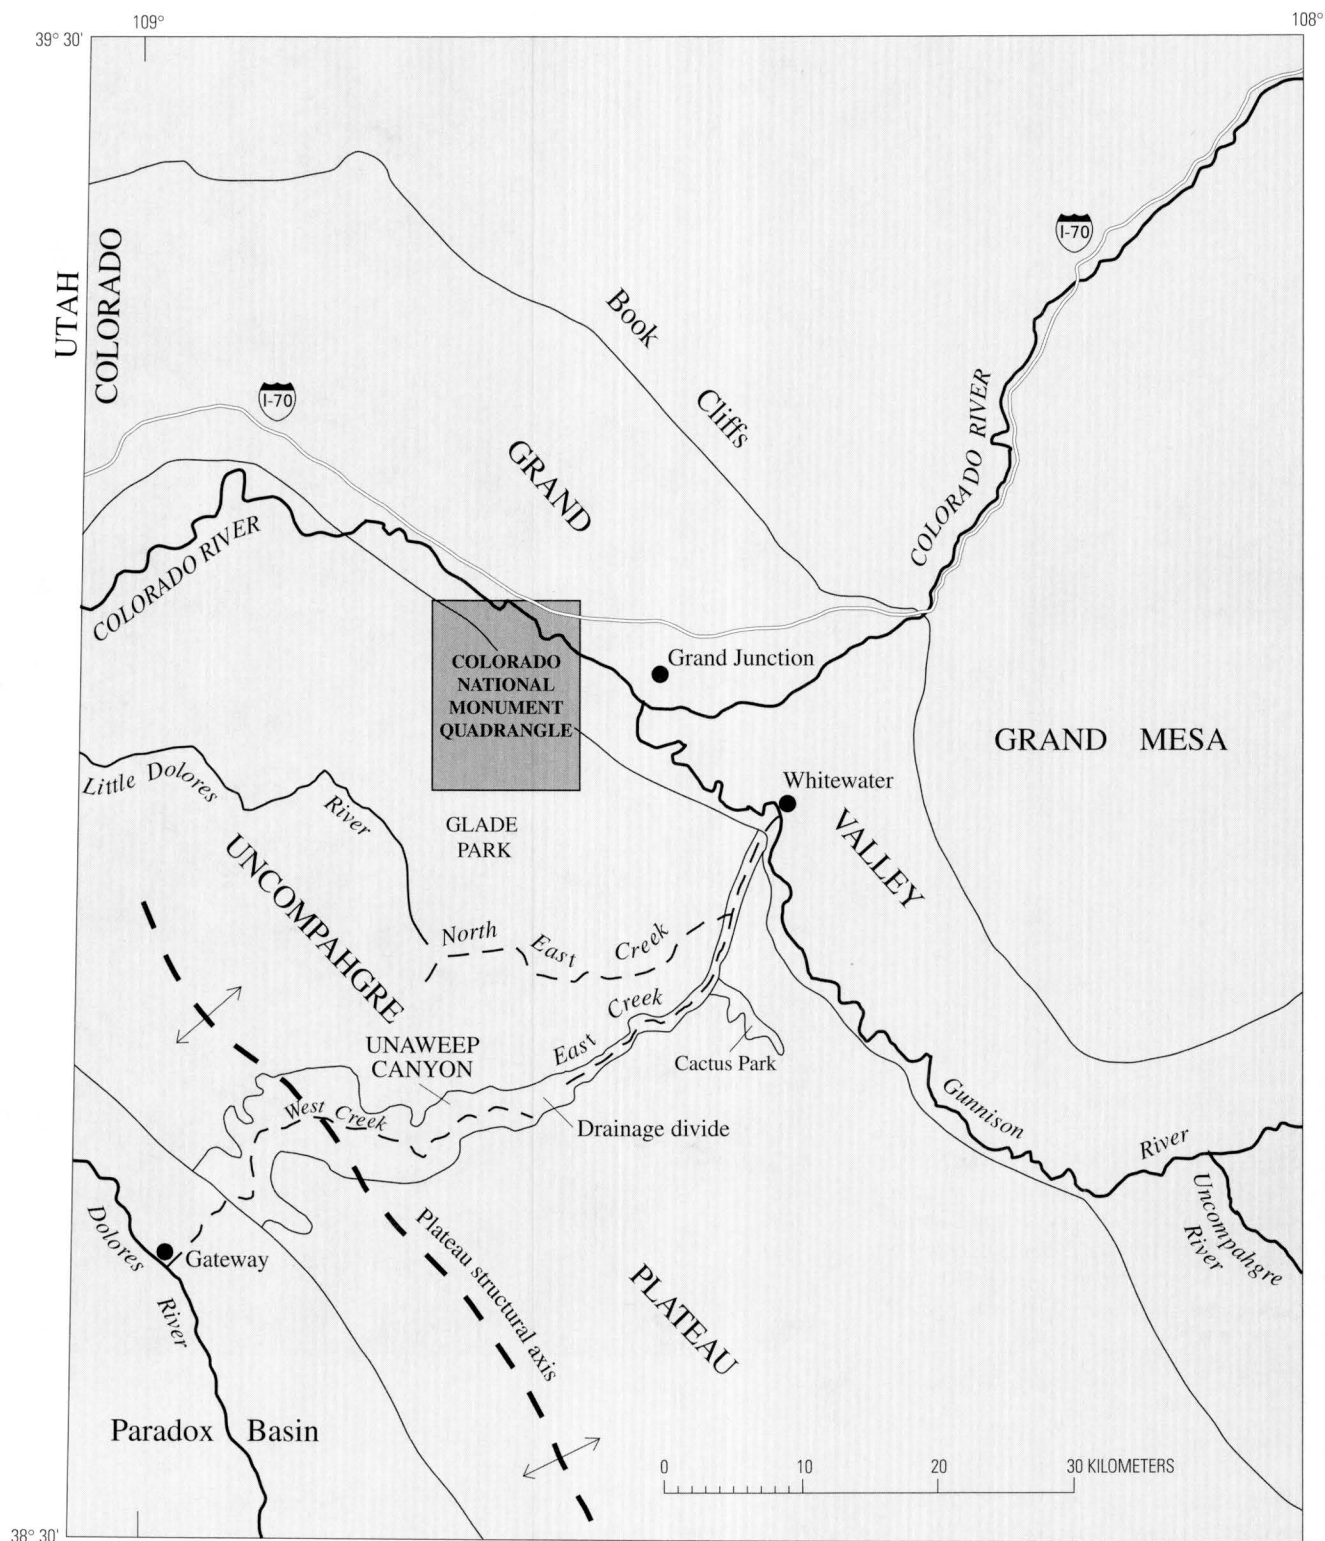 109°
108°
39° 30'
UTAH
COLORADO
I-70
Book
Cliffs
I-70
GRAND
COLORADO RIVER
COLORADO RIVER
COLORADO
NATIONAL
MONUMENT
QUADRANGLE
Grand Junction
GRAND MESA
Little Dolores
River
Whitewater
GLADE
PARK
VALLEY
UNCOMPAHGRE
North East Creek
East Creek
UNAWEEP
CANYON
Cactus Park
West Creek
Drainage divide
Gunnison
River
Uncompahgre
River
Dolores
River
Gateway
Plateau structural axis
PLATEAU
Paradox Basin
0 10 20 30 KILOMETERS
38° 30'